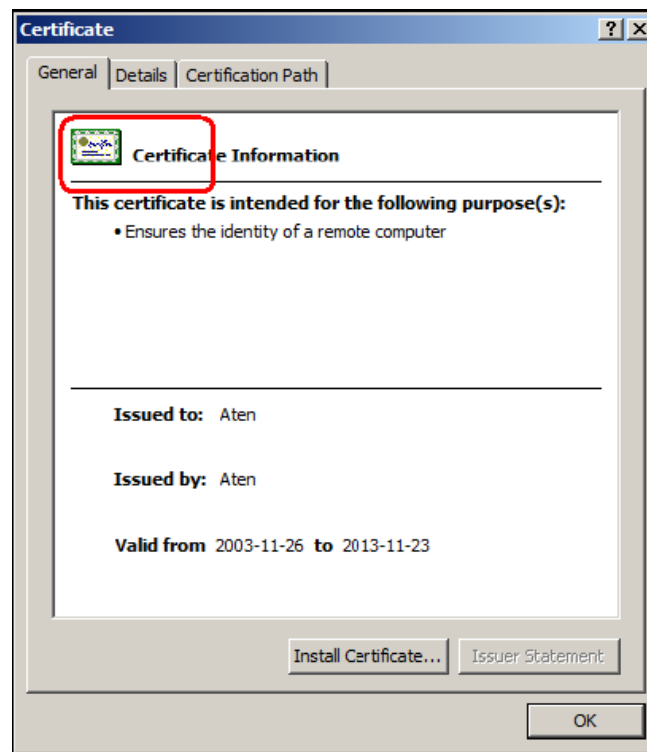 Certificate
General Details Certification Path
Certificate Information
This certificate is intended for the following purpose(s):
• Ensures the identity of a remote computer
Issued to: Aten
Issued by: Aten
Valid from 2003-11-26 to 2013-11-23
Install Certificate... Issuer Statement
OK